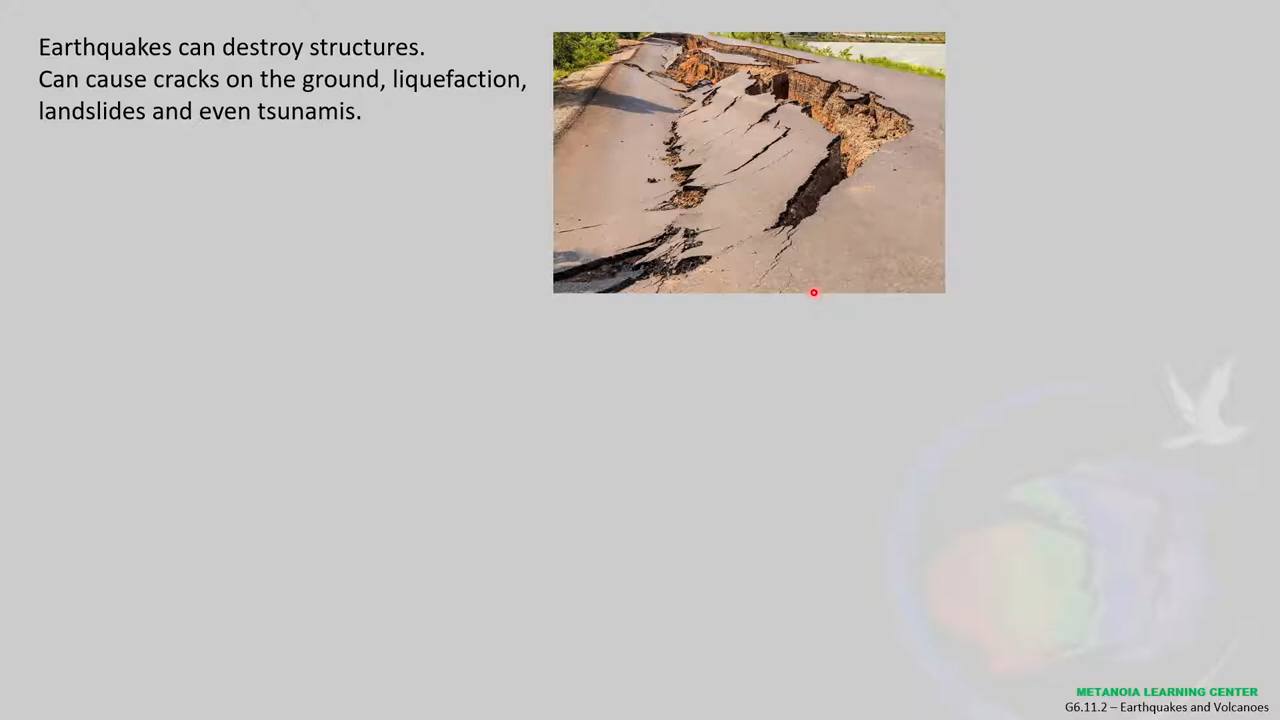 Earthquakes can destroy structures.
Can cause cracks on the ground, liquefaction,
landslides and even tsunamis.
METANOIA LEARNING CENTER
G6.11.2 – Earthquakes and Volcanoes